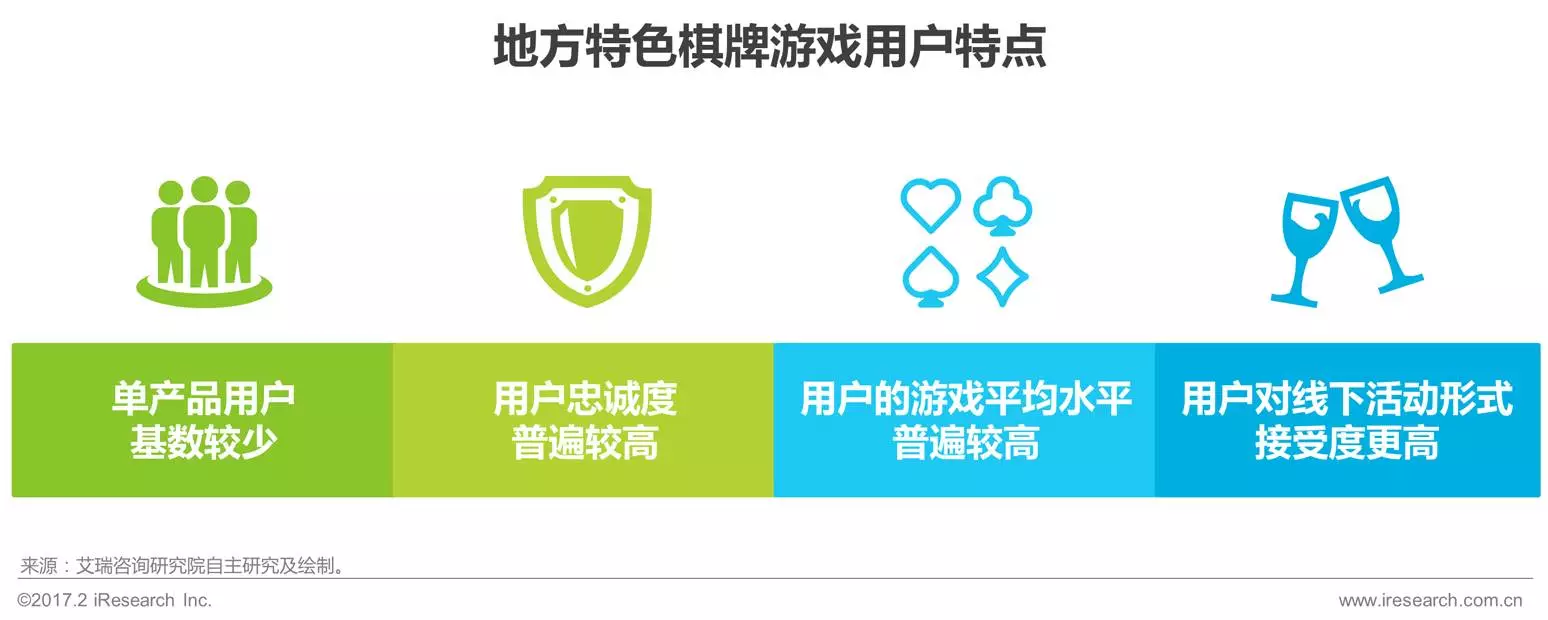 地方特色棋牌游戏用户特点
单产品用户
基数较少
用户忠诚度
普遍较高
用户的游戏平均水平
普遍较高
用户对线下活动形式
接受度更高
来源：艾瑞咨询研究院自主研究及绘制。
©2017.2 iResearch Inc.
www.iresearch.com.cn